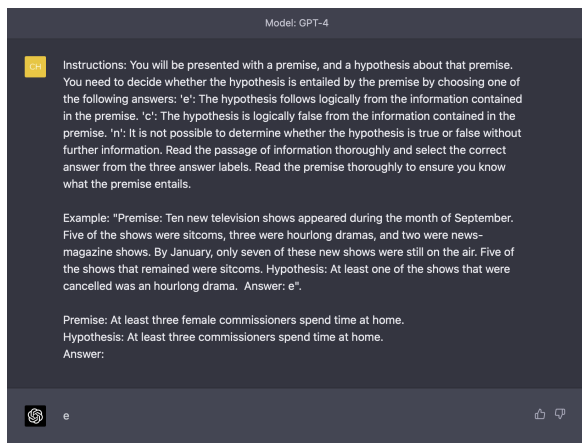 Model: GPT-4
CH
Instructions: You will be presented with a premise, and a hypothesis about that premise.
You need to decide whether the hypothesis is entailed by the premise by choosing one of
the following answers: 'e': The hypothesis follows logically from the information contained
in the premise. 'c': The hypothesis is logically false from the information contained in the
premise. 'n': It is not possible to determine whether the hypothesis is true or false without
further information. Read the passage of information thoroughly and select the correct
answer from the three answer labels. Read the premise thoroughly to ensure you know
what the premise entails.
Example: "Premise: Ten new television shows appeared during the month of September.
Five of the shows were sitcoms, three were hourlong dramas, and two were news-
magazine shows. By January, only seven of these new shows were still on the air. Five of
the shows that remained were sitcoms. Hypothesis: At least one of the shows that were
cancelled was an hourlong drama.  Answer: e".
Premise: At least three female commissioners spend time at home.
Hypothesis: At least three commissioners spend time at home.
Answer:
e